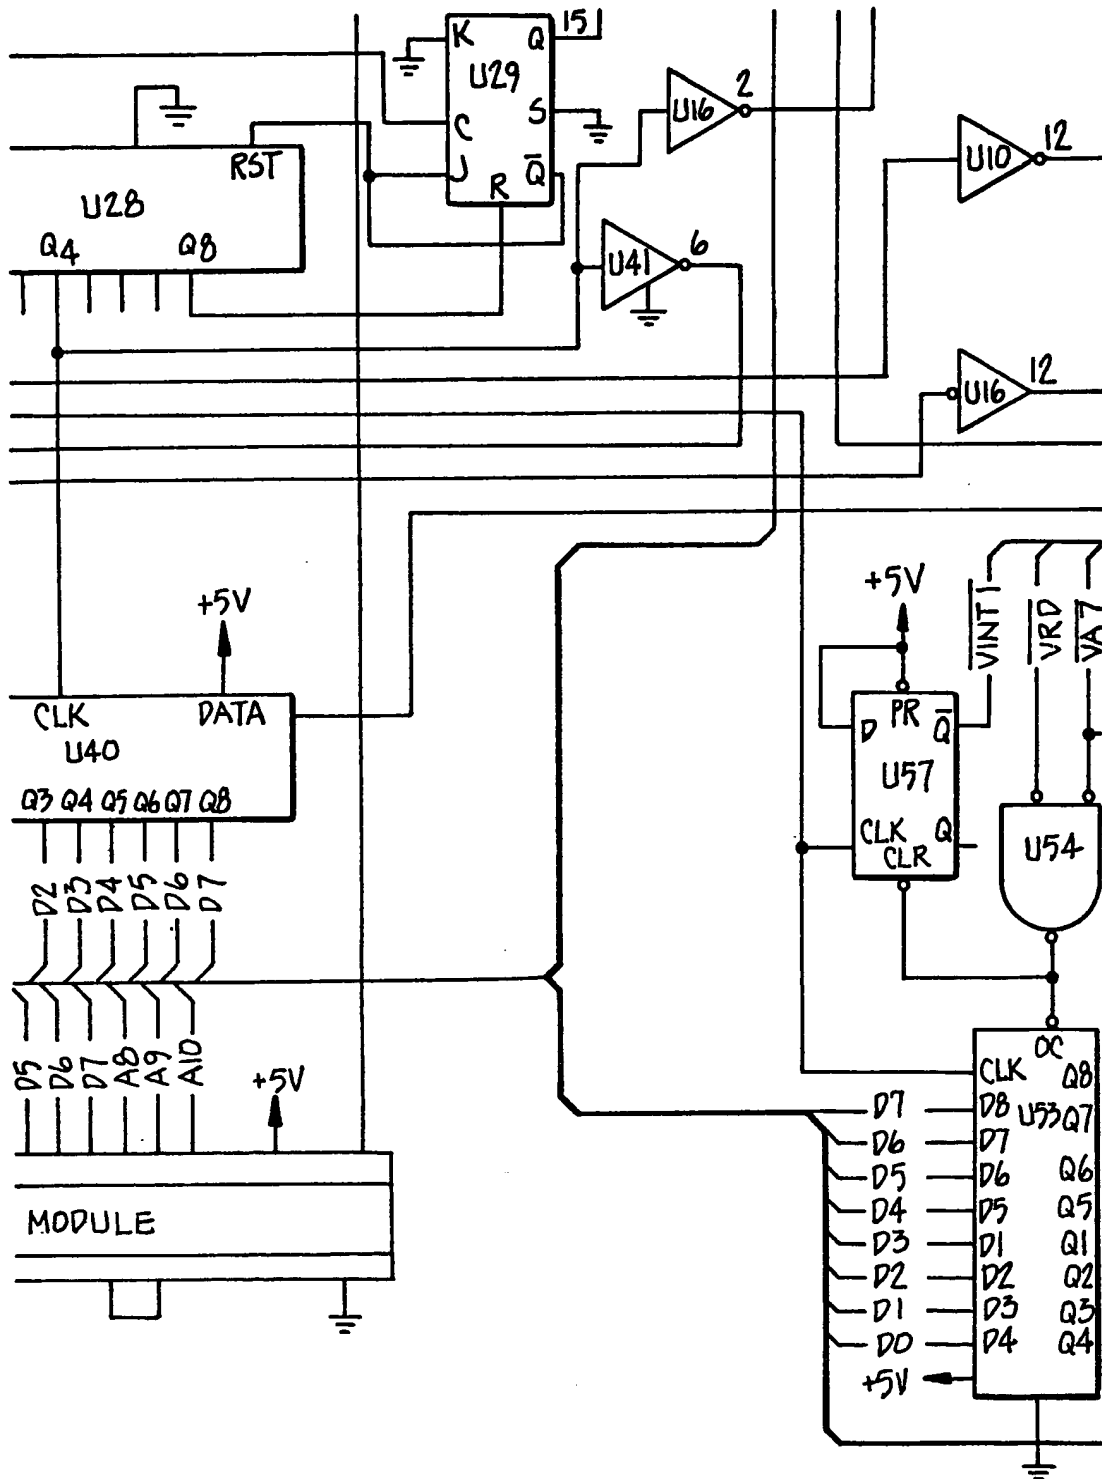 K
Q
15
U29
S
C
J
Q̅
R
RST
U28
Q4
Q8
U16
2
U41
6
U10
12
U16
12
+5V
CLK
DATA
U40
Q3 Q4 Q5 Q6 Q7 Q8
D2 D3 D4 D5 D6 D7
D5 D6 D7 A8 A9 A10
+5V
MODULE
+5V
VINT1
VRD
VA7
D
PR
Q̅
U57
CLK
Q
CLR
U54
OC
CLK
Q8
U53
D7 D8 Q7
D6 D7
D5 D6 Q6
D4 D5 Q5
D3 D1 Q1
D2 D2 Q2
D1 D3 Q3
D0 D4 Q4
+5V